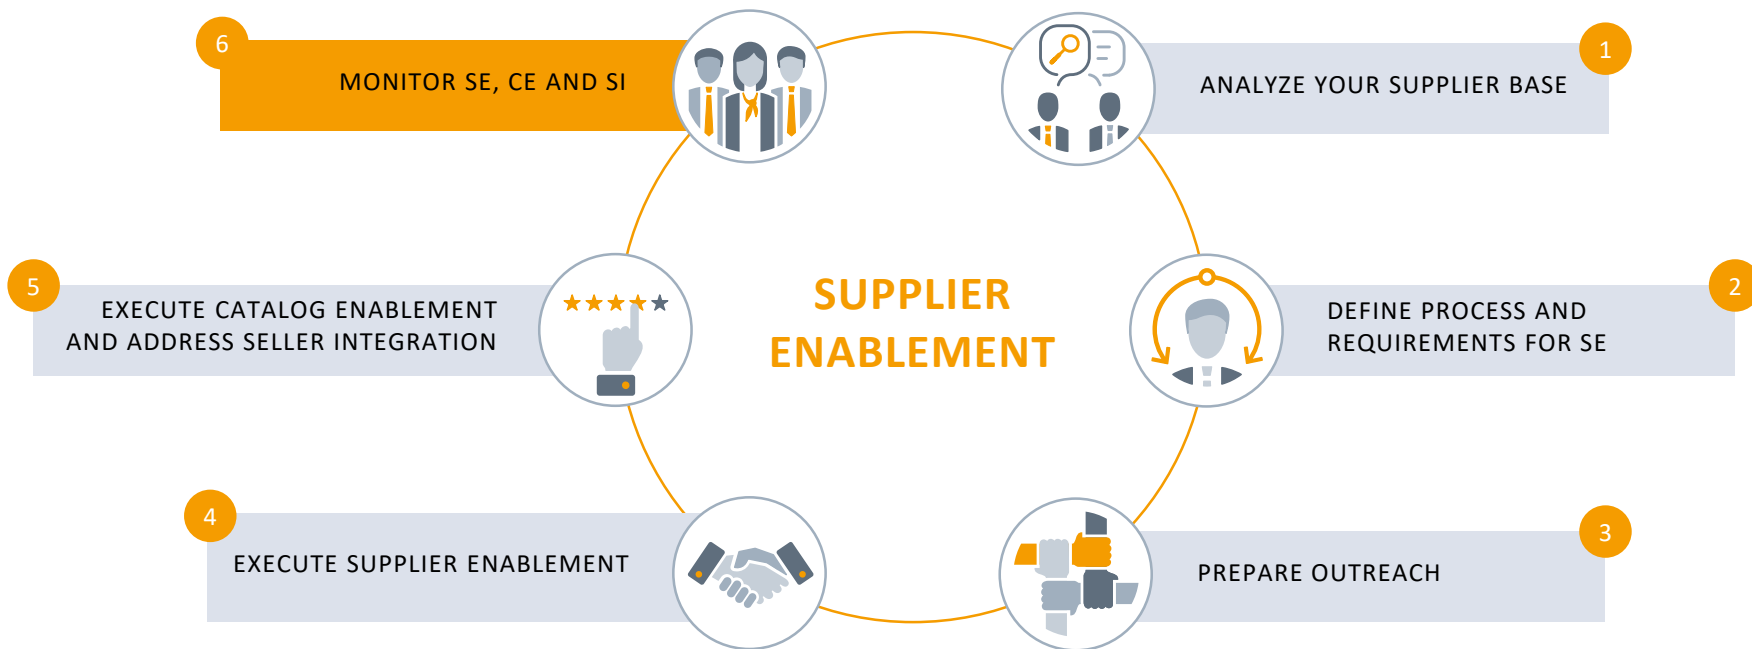 SUPPLIER
ENABLEMENT
1
ANALYZE YOUR SUPPLIER BASE
2
DEFINE PROCESS AND
REQUIREMENTS FOR SE
3
PREPARE OUTREACH
4
EXECUTE SUPPLIER ENABLEMENT
5
EXECUTE CATALOG ENABLEMENT
AND ADDRESS SELLER INTEGRATION
6
MONITOR SE, CE AND SI